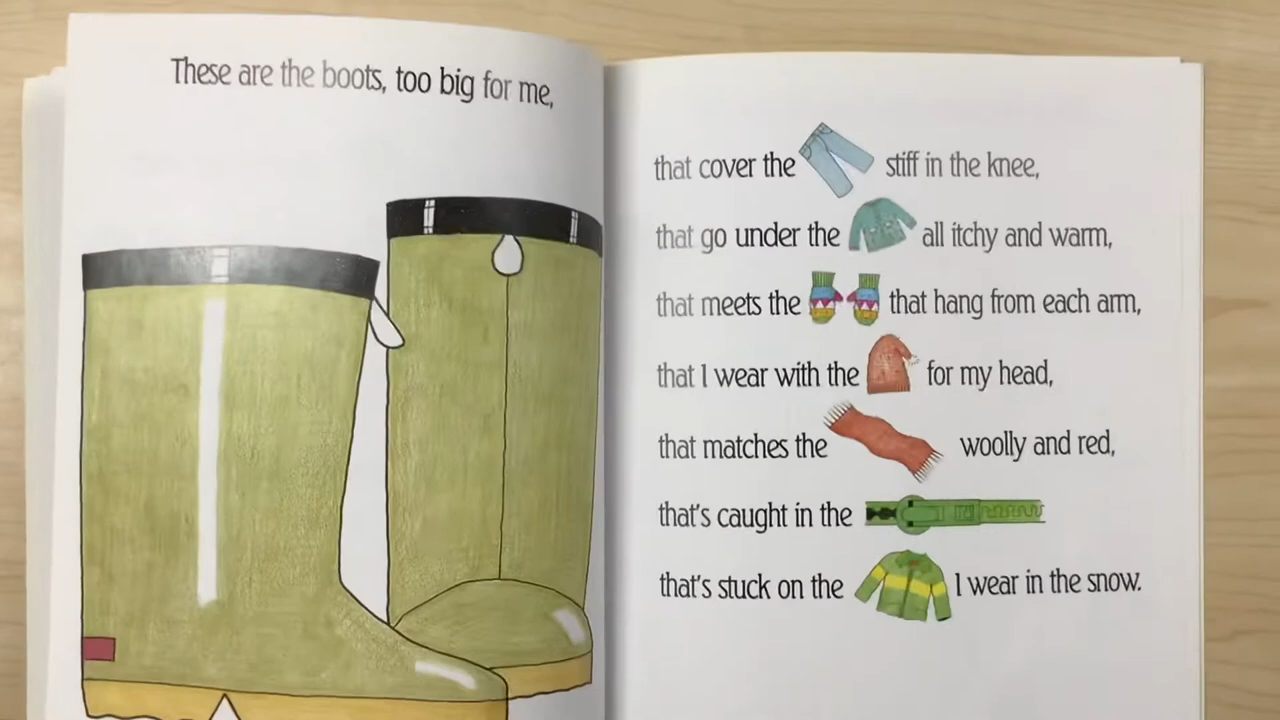 These are the boots, too big for me,
that cover the stiff in the knee,
that go under the all itchy and warm,
that meets the that hang from each arm,
that I wear with the for my head,
that matches the woolly and red,
that's caught in the
that's stuck on the I wear in the snow.